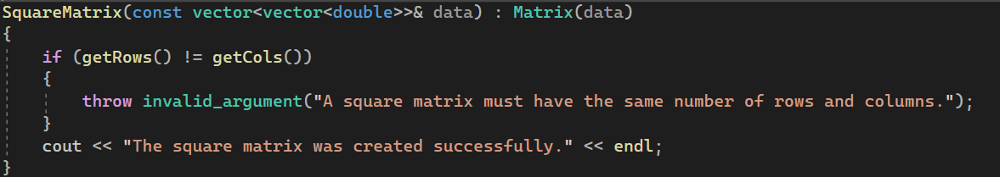 SquareMatrix(const vector<vector<double>>& data) : Matrix(data)
{
if (getRows() != getCols())
{
throw invalid_argument("A square matrix must have the same number of rows and columns.");
}
cout << "The square matrix was created successfully." << endl;
}